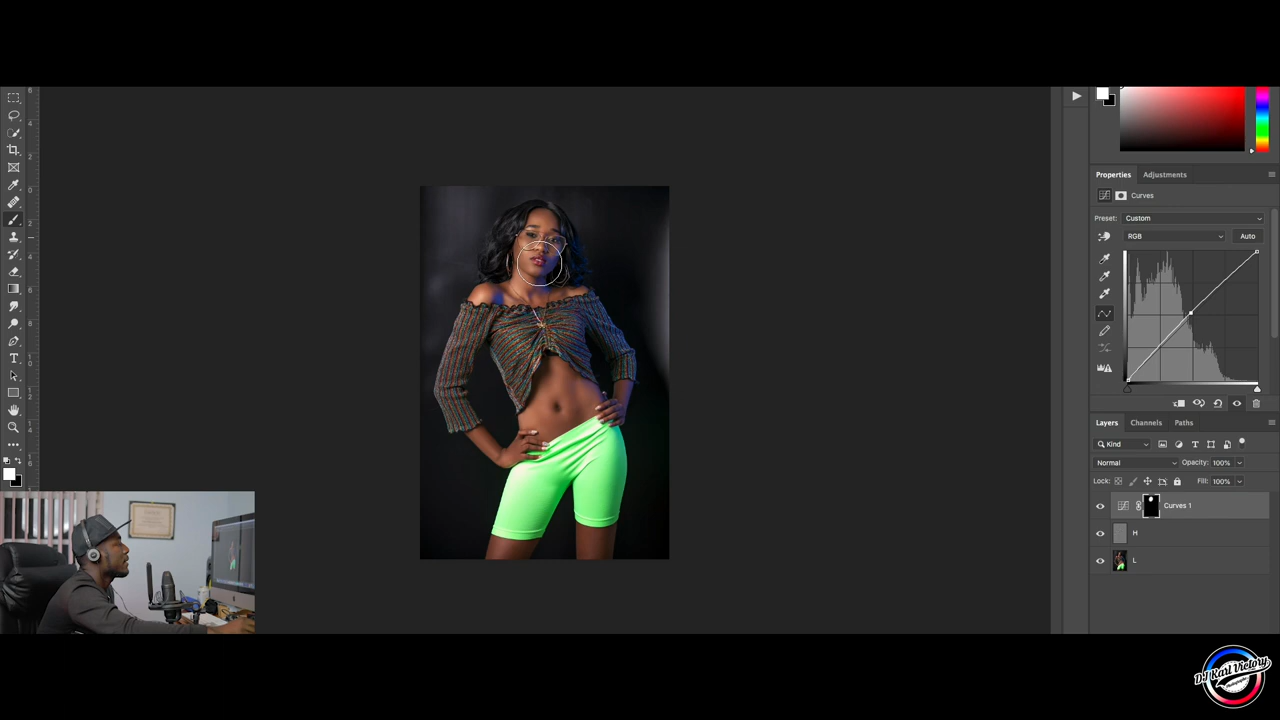 Properties Adjustments
Curves
Preset: Custom
RGB Auto
Layers Channels Paths
Kind
Normal Opacity: 100%
Lock: Fill: 100%
Curves 1
H
L
DJ Karl Victory